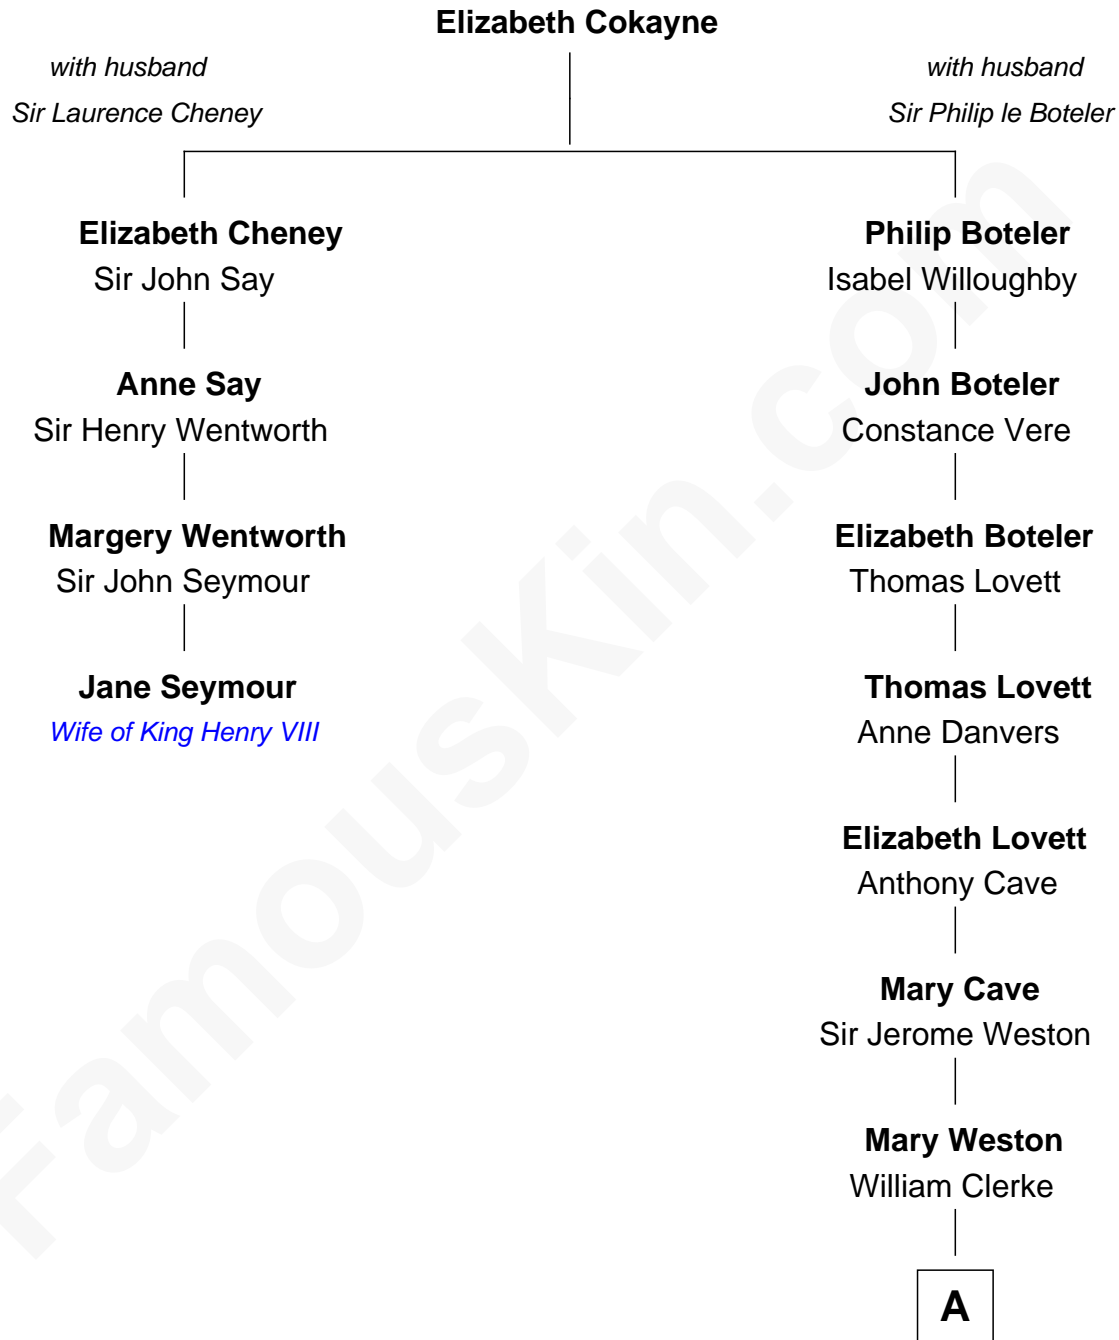 Elizabeth Cokayne
with husband
Sir Laurence Cheney
with husband
Sir Philip le Boteler
Elizabeth Cheney
Sir John Say
Anne Say
Sir Henry Wentworth
Margery Wentworth
Sir John Seymour
Jane Seymour
Wife of King Henry VIII
Philip Boteler
Isabel Willoughby
John Boteler
Constance Vere
Elizabeth Boteler
Thomas Lovett
Thomas Lovett
Anne Danvers
Elizabeth Lovett
Anthony Cave
Mary Cave
Sir Jerome Weston
Mary Weston
William Clerke
A
FamousKin.com